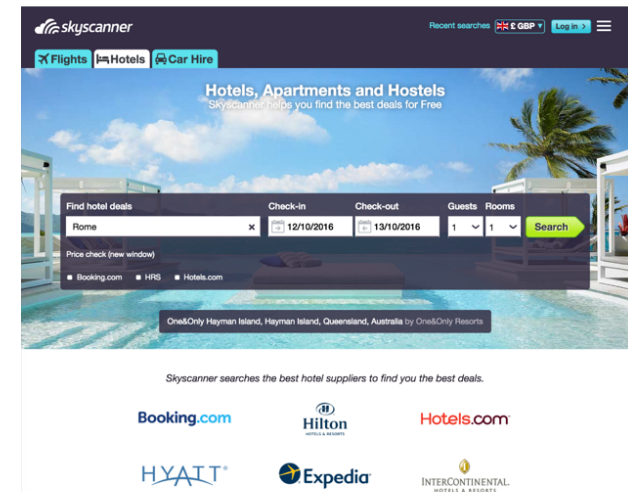 skyscanner
Recent searches £ GBP Log in >
Flights Hotels Car Hire
Hotels, Apartments and Hostels
Skyscanner helps you find the best deals for Free
Find hotel deals Check-in Check-out Guests Rooms
Rome x 12/10/2016 13/10/2016 1 1 Search
Price check (new window)
Booking.com HRS Hotels.com
One&Only Hayman Island, Hayman Island, Queensland, Australia by One&Only Resorts
Skyscanner searches the best hotel suppliers to find you the best deals.
Booking.com Hilton Hotels.com
HOTELS & RESORTS
HYATT Expedia INTERCONTINENTAL.
HOTELS & RESORTS